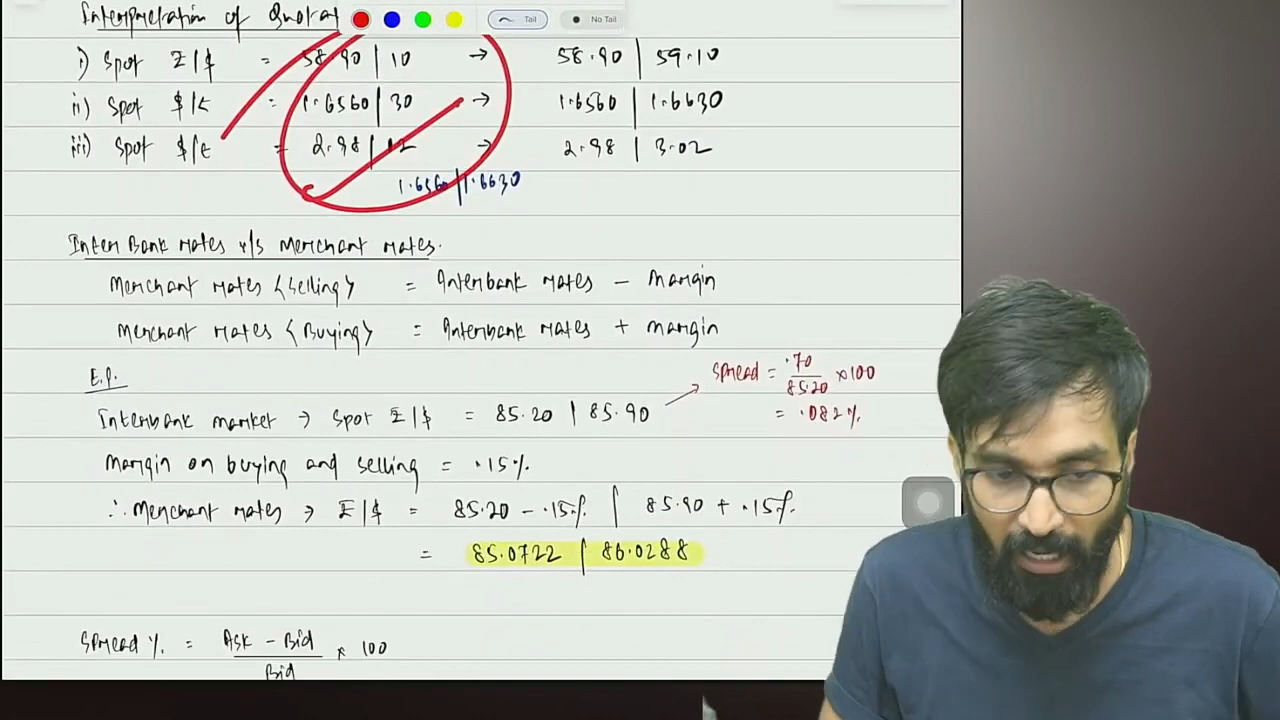 Interpretation of Quotat
Tail
No Tail
i) Spot ₹/$ = 58.90 | 10 → 58.90 | 59.10
ii) Spot $/£ = 1.6560 | 30 → 1.6560 | 1.6630
iii) Spot $/£ = 2.98 | 02 → 2.98 | 3.02
1.6560 | 1.6630
Inter Bank rates v/s Merchant rates.
Merchant rates <Selling> = Interbank rates - margin
Merchant rates <Buying> = Interbank rates + margin
E.g.
Spread = .70/85.20 × 100
= .082%
Interbank market → Spot ₹/$ = 85.20 | 85.90
Margin on buying and selling = .15%.
∴ Merchant rates → ₹/$ = 85.20 - .15% | 85.90 + .15%
= 85.0722 | 86.0288
Spread % = Ask - Bid / Bid × 100